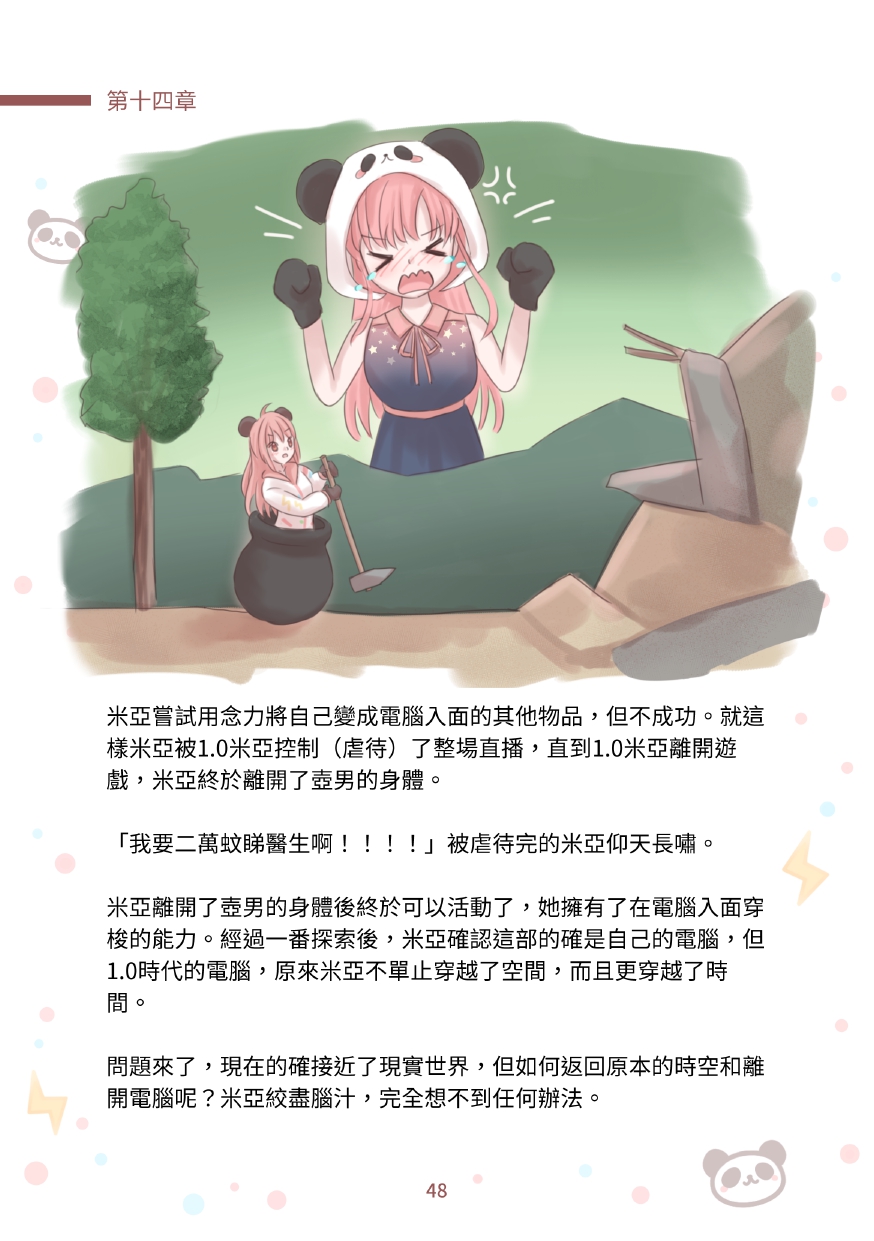 第十四章
米亞嘗試用念力將自己變成電腦入面的其他物品，但不成功。就這
樣米亞被1.0米亞控制（虐待）了整場直播，直到1.0米亞離開遊
戲，米亞終於離開了壺男的身體。
「我要二萬蚊睇醫生啊！！！！」被虐待完的米亞仰天長嘯。
米亞離開了壺男的身體後終於可以活動了，她擁有了在電腦入面穿
梭的能力。經過一番探索後，米亞確認這部的確是自己的電腦，但
1.0時代的電腦，原來米亞不單止穿越了空間，而且更穿越了時
間。
問題來了，現在的確接近了現實世界，但如何返回原本的時空和離
開電腦呢？米亞絞盡腦汁，完全想不到任何辦法。
48